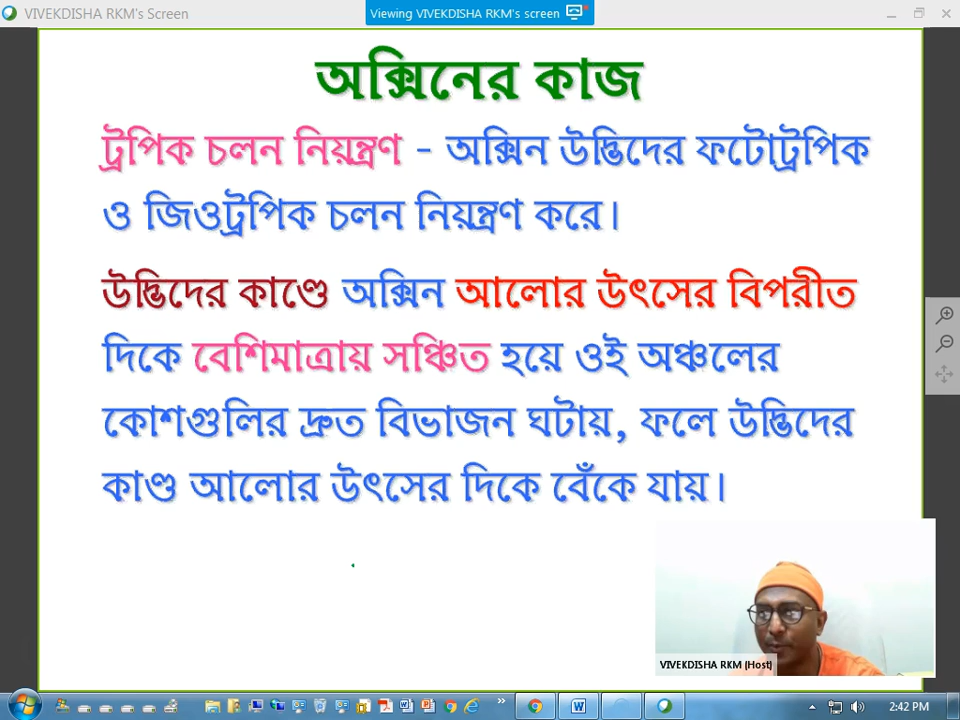 VIVEKDISHA RKM's Screen
Viewing VIVEKDISHA RKM's screen
অক্সিনের কাজ
ট্রপিক চলন নিয়ন্ত্রণ - অক্সিন উদ্ভিদের ফটোট্রপিক
ও জিওট্রপিক চলন নিয়ন্ত্রণ করে।
উদ্ভিদের কাণ্ডে অক্সিন আলোর উৎসের বিপরীত
দিকে বেশিমাত্রায় সঞ্চিত হয়ে ওই অঞ্চলের
কোশগুলির দ্রুত বিভাজন ঘটায়, ফলে উদ্ভিদের
কাণ্ড আলোর উৎসের দিকে বেঁকে যায়।
VIVEKDISHA RKM (Host)
2:42 PM